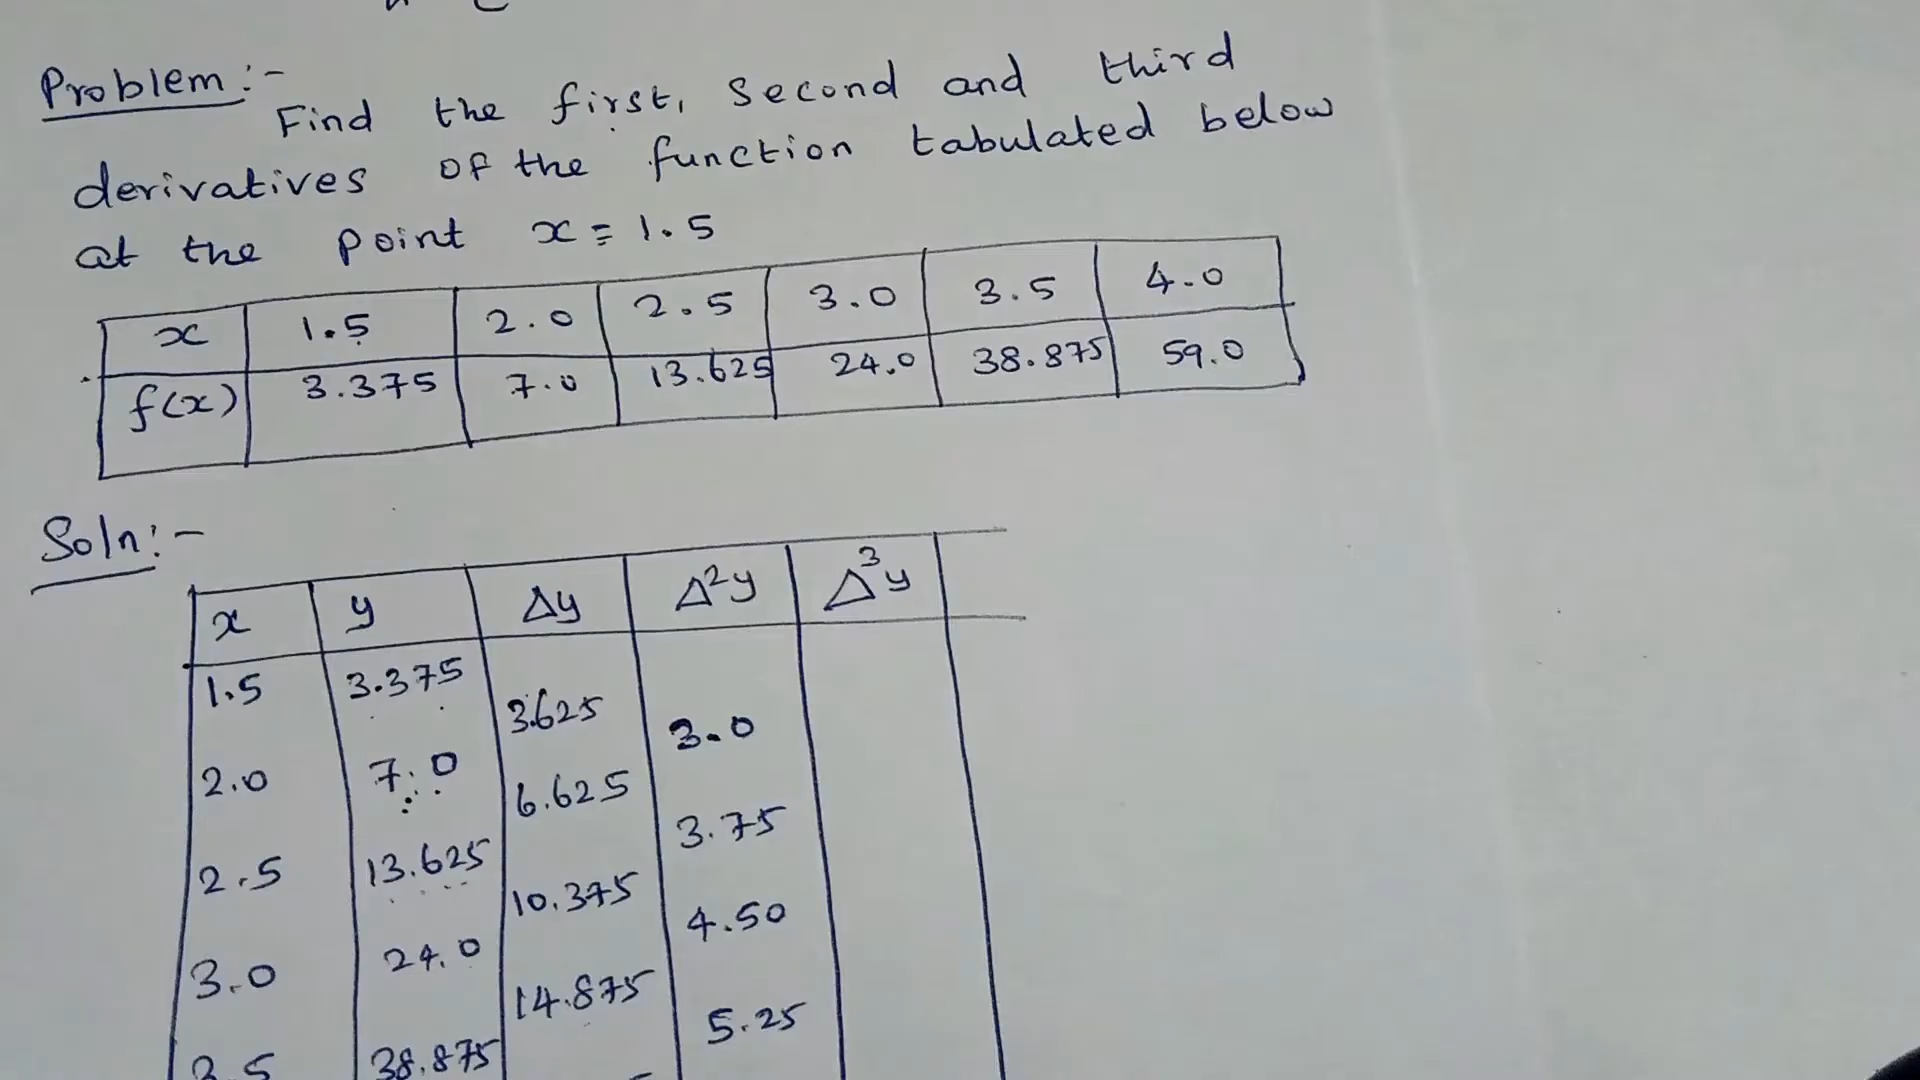 Problem:-
Find the first, second and third
derivatives of the function tabulated below
at the point x = 1.5
x 1.5 2.0 2.5 3.0 3.5 4.0
f(x) 3.375 7.0 13.625 24.0 38.875 59.0
Soln:-
x y Δy Δ²y Δ³y
1.5 3.375
3.625
3.0
2.0 7.0
6.625
3.75
2.5 13.625
10.375
4.50
3.0 24.0
14.875
5.25
3.5 38.875